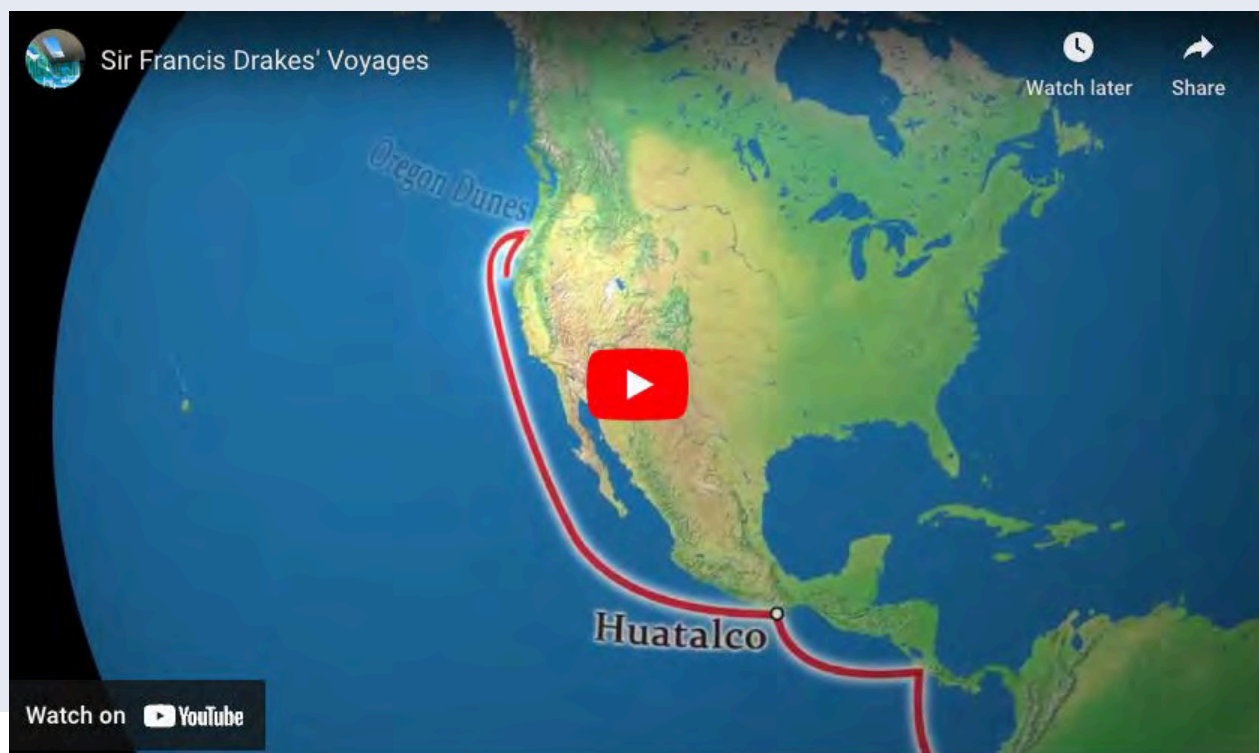 Sir Francis Drakes' Voyages
Watch later
Share
Oregon Dunes
Huatalco
Watch on YouTube